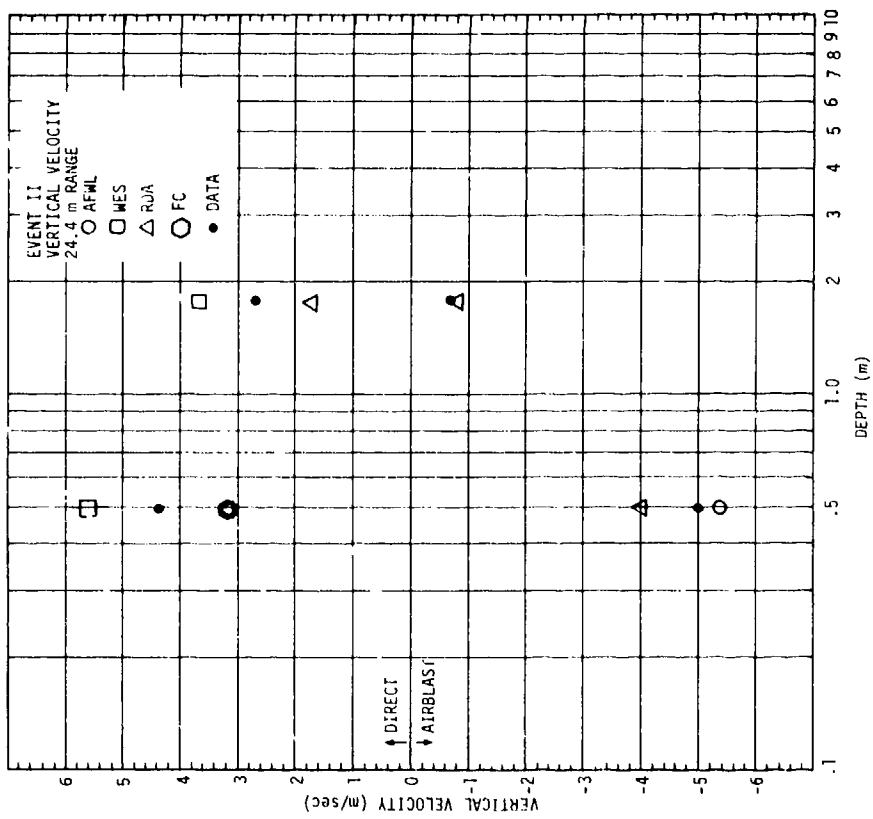 EVENT II
VERTICAL VELOCITY
24.4 m RANGE
AFWL
WES
RDA
FC
DATA
DIRECT
AIRBLAST
VERTICAL VELOCITY (m/sec)
6
5
4
3
2
1
0
-1
-2
-3
-4
-5
-6
.1
.5
1.0
2
3
4
5
6
7
8
9
10
DEPTH (m)